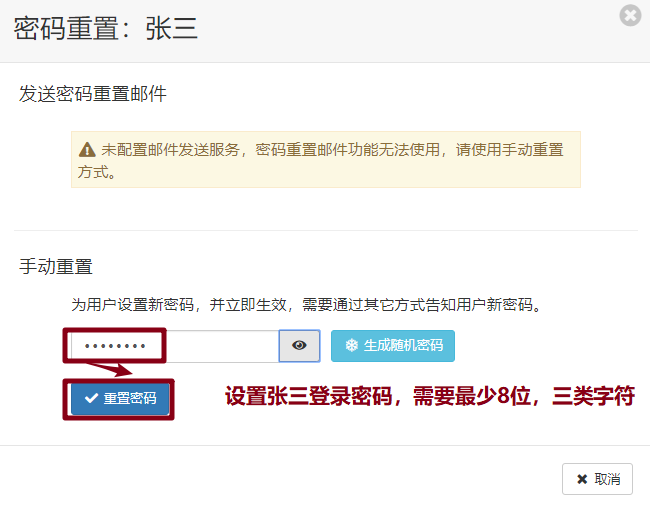 密码重置：张三
发送密码重置邮件
未配置邮件发送服务，密码重置邮件功能无法使用，请使用手动重置
方式。
手动重置
为用户设置新密码，并立即生效，需要通过其它方式告知用户新密码。
••••••••
生成随机密码
重置密码
设置张三登录密码，需要最少8位，三类字符
取消